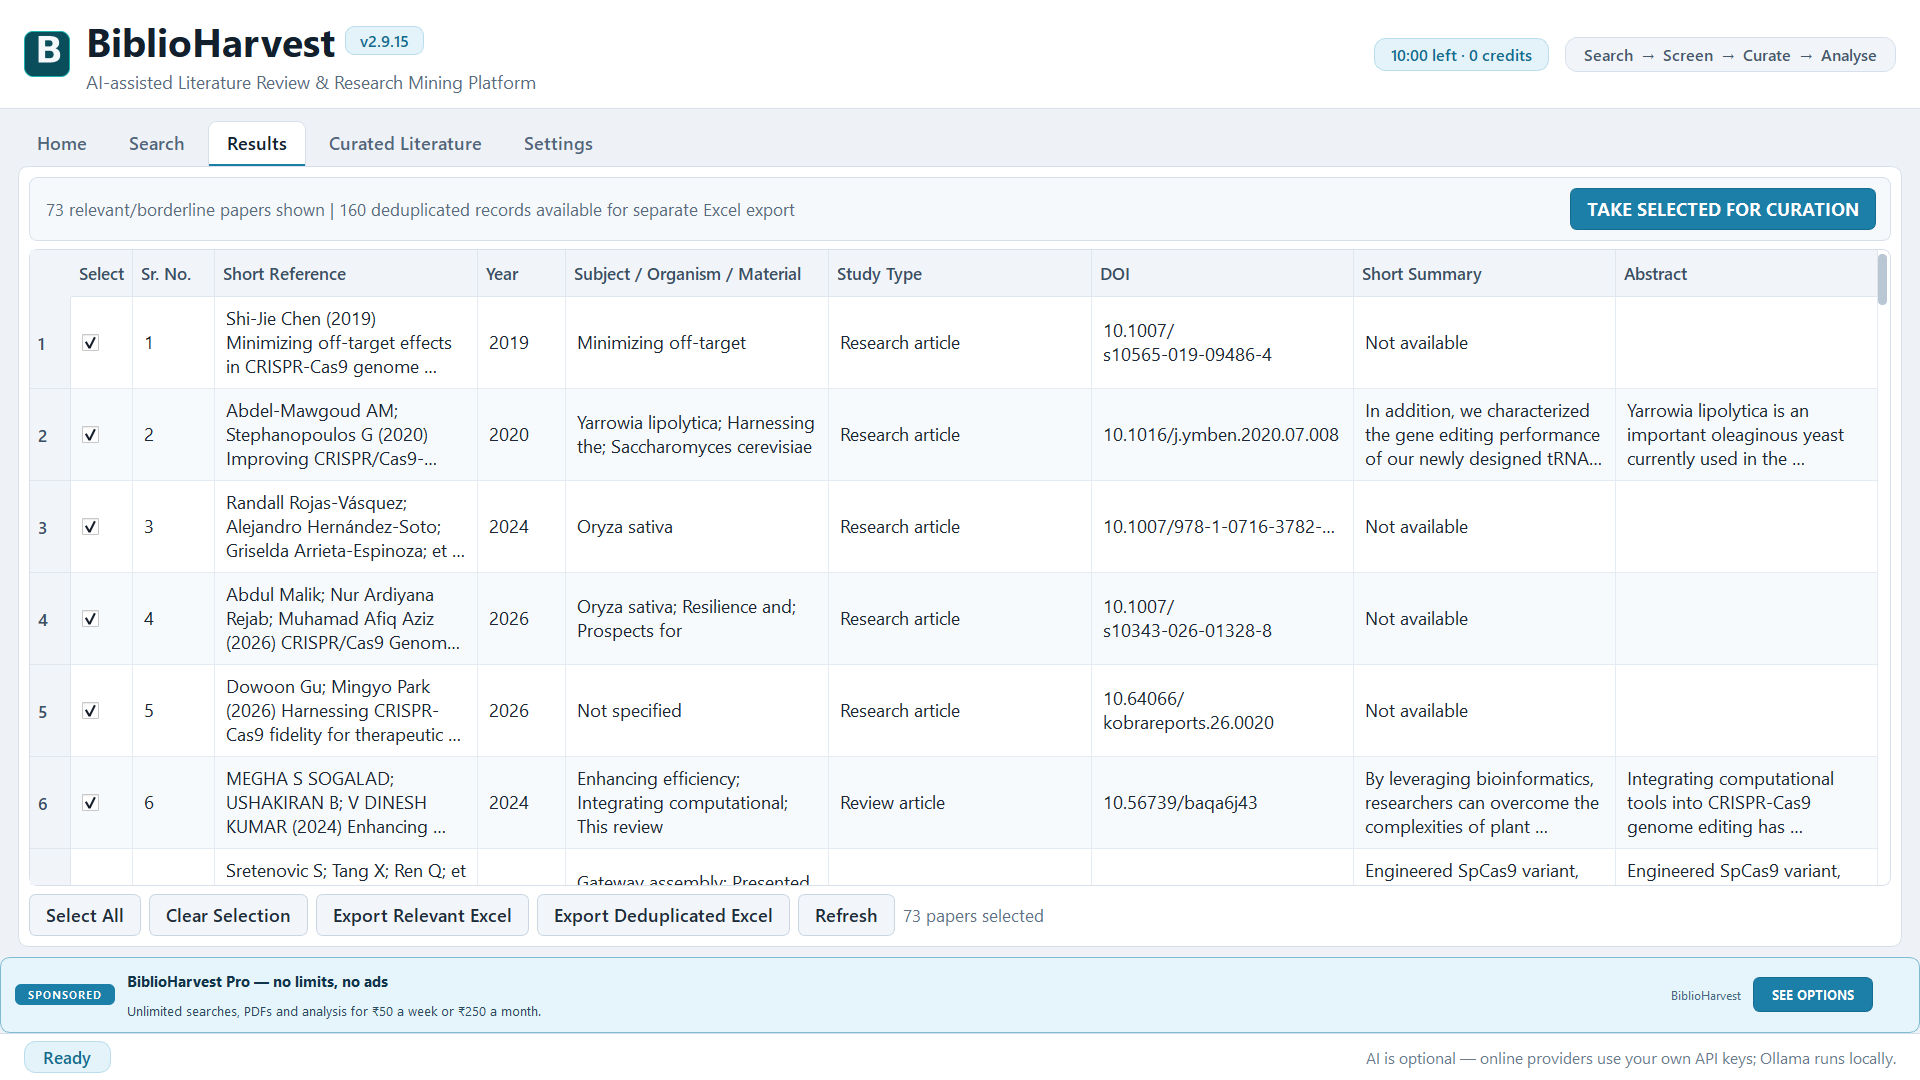 B
BiblioHarvest
v2.9.15
AI-assisted Literature Review & Research Mining Platform
10:00 left · 0 credits
Search → Screen → Curate → Analyse
Home
Search
Results
Curated Literature
Settings
73 relevant/borderline papers shown | 160 deduplicated records available for separate Excel export
TAKE SELECTED FOR CURATION
Select
Sr. No.
Short Reference
Year
Subject / Organism / Material
Study Type
DOI
Short Summary
Abstract
1
1
Shi-Jie Chen (2019)
Minimizing off-target effects
in CRISPR-Cas9 genome ...
2019
Minimizing off-target
Research article
10.1007/
s10565-019-09486-4
Not available
2
2
Abdel-Mawgoud AM;
Stephanopoulos G (2020)
Improving CRISPR/Cas9-...
2020
Yarrowia lipolytica; Harnessing
the; Saccharomyces cerevisiae
Research article
10.1016/j.ymben.2020.07.008
In addition, we characterized
the gene editing performance
of our newly designed tRNA...
Yarrowia lipolytica is an
important oleaginous yeast
currently used in the ...
3
3
Randall Rojas-Vásquez;
Alejandro Hernández-Soto;
Griselda Arrieta-Espinoza; et ...
2024
Oryza sativa
Research article
10.1007/978-1-0716-3782-...
Not available
4
4
Abdul Malik; Nur Ardiyana
Rejab; Muhamad Afiq Aziz
(2026) CRISPR/Cas9 Genom...
2026
Oryza sativa; Resilience and;
Prospects for
Research article
10.1007/
s10343-026-01328-8
Not available
5
5
Dowoon Gu; Mingyo Park
(2026) Harnessing CRISPR-
Cas9 fidelity for therapeutic ...
2026
Not specified
Research article
10.64066/
kobrareports.26.0020
Not available
6
6
MEGHA S SOGALAD;
USHAKIRAN B; V DINESH
KUMAR (2024) Enhancing ...
2024
Enhancing efficiency;
Integrating computational;
This review
Review article
10.56739/baqa6j43
By leveraging bioinformatics,
researchers can overcome the
complexities of plant ...
Integrating computational
tools into CRISPR-Cas9
genome editing has ...
Sretenovic S; Tang X; Ren Q; et
Gateway assembly; Presented
Engineered SpCas9 variant,
Engineered SpCas9 variant,
Select All
Clear Selection
Export Relevant Excel
Export Deduplicated Excel
Refresh
73 papers selected
SPONSORED
BiblioHarvest Pro — no limits, no ads
Unlimited searches, PDFs and analysis for ₹50 a week or ₹250 a month.
BiblioHarvest
SEE OPTIONS
Ready
AI is optional — online providers use your own API keys; Ollama runs locally.